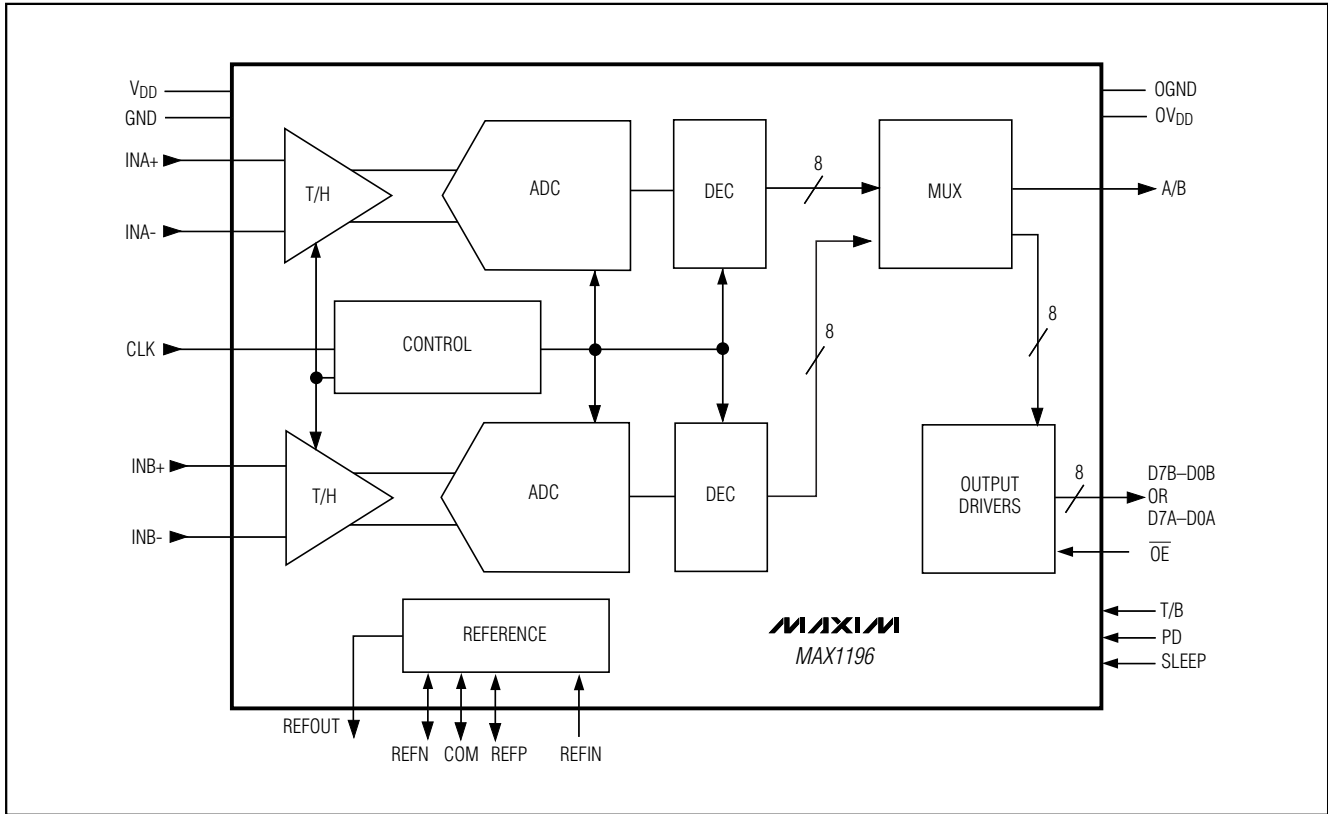 VDD
GND
INA+
INA-
CLK
INB+
INB-
T/H
ADC
DEC
8
MUX
CONTROL
8
8
T/H
ADC
DEC
OUTPUT
DRIVERS
8
REFERENCE
MAXIM
MAX1196
OGND
OVDD
A/B
D7B–D0B
OR
D7A–D0A
OE
T/B
PD
SLEEP
REFOUT
REFN
COM
REFP
REFIN